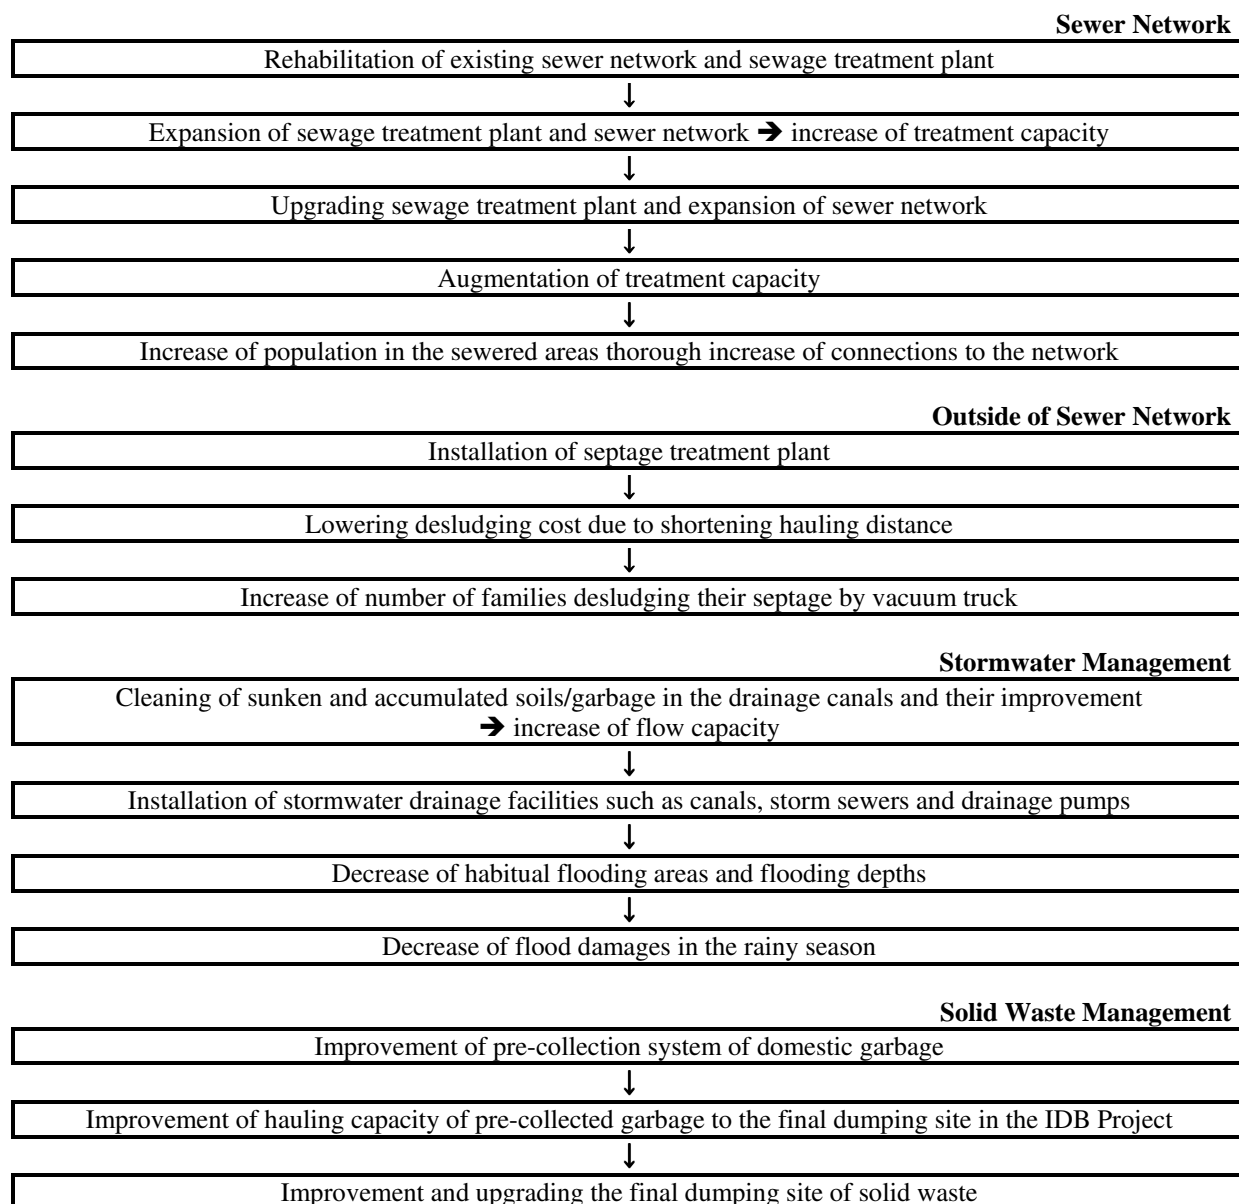 Sewer Network
Rehabilitation of existing sewer network and sewage treatment plant
↓
Expansion of sewage treatment plant and sewer network ➔ increase of treatment capacity
↓
Upgrading sewage treatment plant and expansion of sewer network
↓
Augmentation of treatment capacity
↓
Increase of population in the sewered areas thorough increase of connections to the network
Outside of Sewer Network
Installation of septage treatment plant
↓
Lowering desludging cost due to shortening hauling distance
↓
Increase of number of families desludging their septage by vacuum truck
Stormwater Management
Cleaning of sunken and accumulated soils/garbage in the drainage canals and their improvement
➔ increase of flow capacity
↓
Installation of stormwater drainage facilities such as canals, storm sewers and drainage pumps
↓
Decrease of habitual flooding areas and flooding depths
↓
Decrease of flood damages in the rainy season
Solid Waste Management
Improvement of pre-collection system of domestic garbage
↓
Improvement of hauling capacity of pre-collected garbage to the final dumping site in the IDB Project
↓
Improvement and upgrading the final dumping site of solid waste